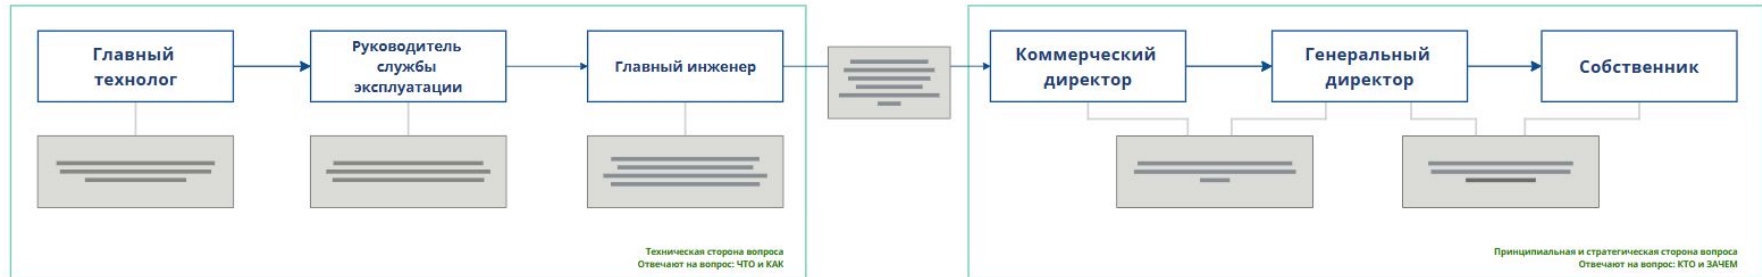 Главный
технолог
Руководитель
службы
эксплуатации
Главный инженер
Коммерческий
директор
Генеральный
директор
Собственник
Техническая сторона вопроса
Отвечают на вопрос: ЧТО и КАК
Принципиальная и стратегическая сторона вопроса
Отвечают на вопрос: КТО и ЗАЧЕМ